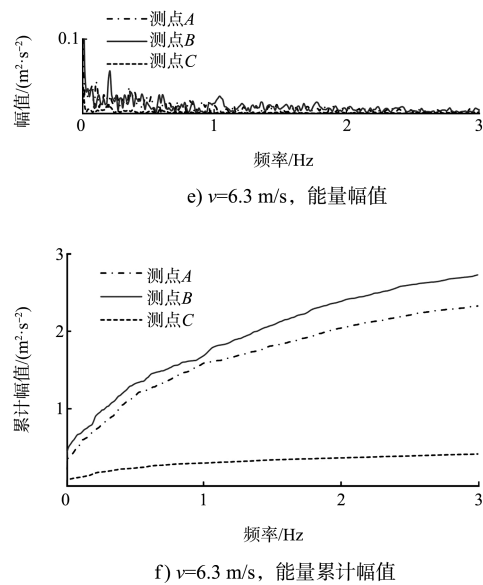 测点A
测点B
测点C
0.1
幅值/(m²·s⁻²)
0 1 2 3
频率/Hz
e) v=6.3 m/s，能量幅值
3
测点A
测点B
测点C
2
累计幅值/(m²·s⁻²)
1
0 1 2 3
频率/Hz
f) v=6.3 m/s，能量累计幅值